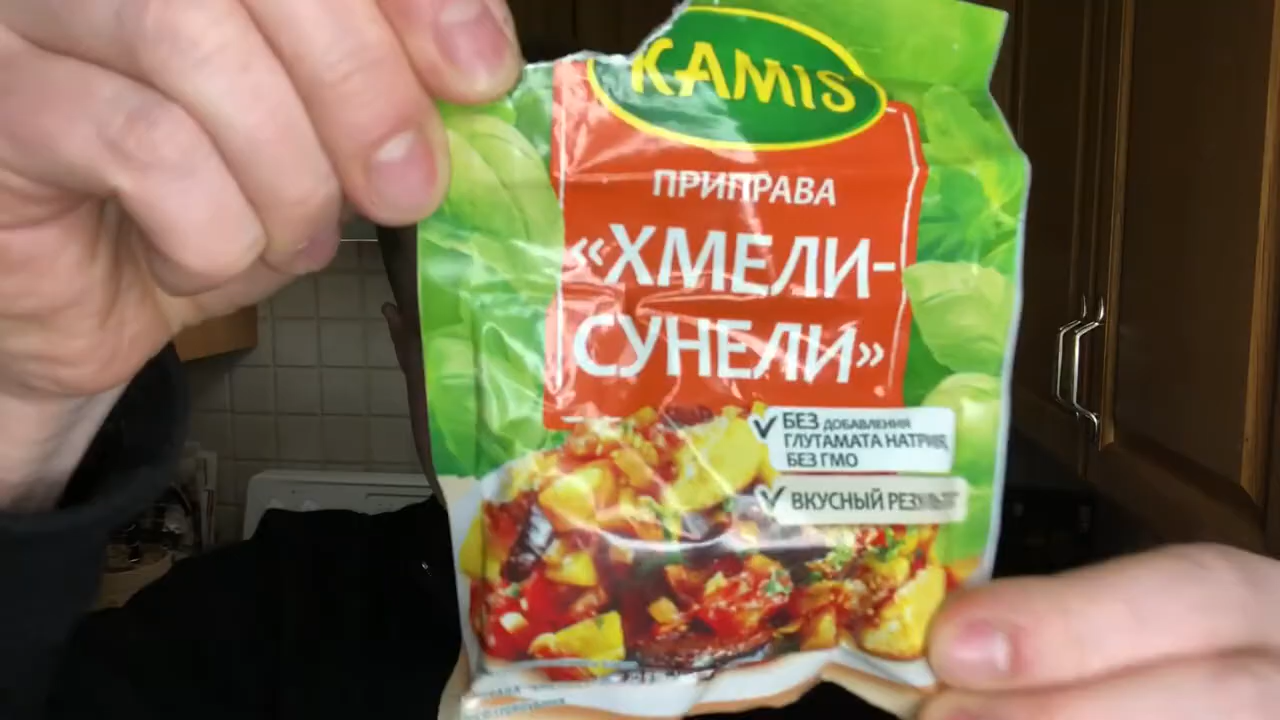 KAMIS
ПРИПРАВА
«ХМЕЛИ-
СУНЕЛИ»
БЕЗ ДОБАВЛЕНИЯ
ГЛУТАМАТА НАТРИЯ,
БЕЗ ГМО
ВКУСНЫЙ